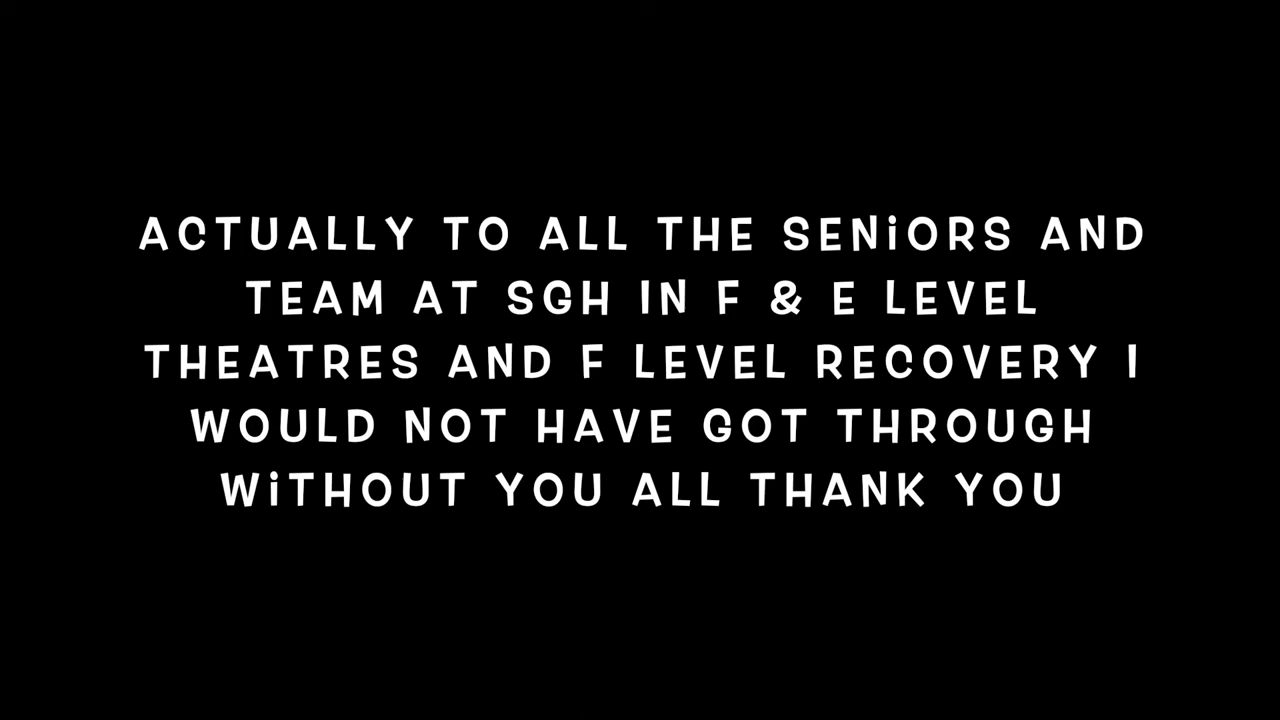 ACTUALLY TO ALL THE SENiORS AND
TEAM AT SGH IN F & E LEVEL
THEATRES AND F LEVEL RECOVERY I
WOULD NOT HAVE GOT THROUGH
WiTHOUT YOU ALL THANK YOU